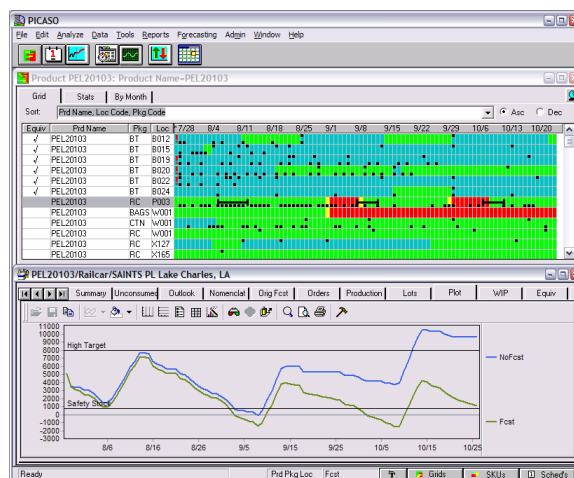 PICASO
File Edit Analyze Data Tools Reports Forecasting Admin Window Help
Product PEL20103: Product Name=PEL20103
Grid Stats By Month
Sort: Prd Name, Loc Code, Pkg Code Asc Dec
Equiv Prd Name Pkg Loc 7/28 8/4 8/11 8/18 8/25 9/1 9/8 9/15 9/22 9/29 10/6 10/13 10/20
√ PEL20103 BT B012
√ PEL20103 BT B015
√ PEL20103 BT B019
√ PEL20103 BT B020
√ PEL20103 BT B022
√ PEL20103 BT B024
PEL20103 RC P003
PEL20103 BAGS W001
PEL20103 CTN W001
PEL20103 RC W001
PEL20103 RC X127
PEL20103 RC X165
PEL20103/Railcar/SAINTS PL Lake Charles, LA
Summary Unconsumed Outlook Nomenclat Orig Fcst Orders Production Lots Plot WIP Equiv
11000
10000
9000
High Target
8000
7000
6000
5000
4000
3000
2000
Safety Stock
1000
0
-1000
-2000
-3000
8/6 8/16 8/26 9/5 9/15 9/25 10/5 10/15 10/25
NoFcst
Fcst
Ready Prd Pkg Loc Fcst Grids SKUs Sched's